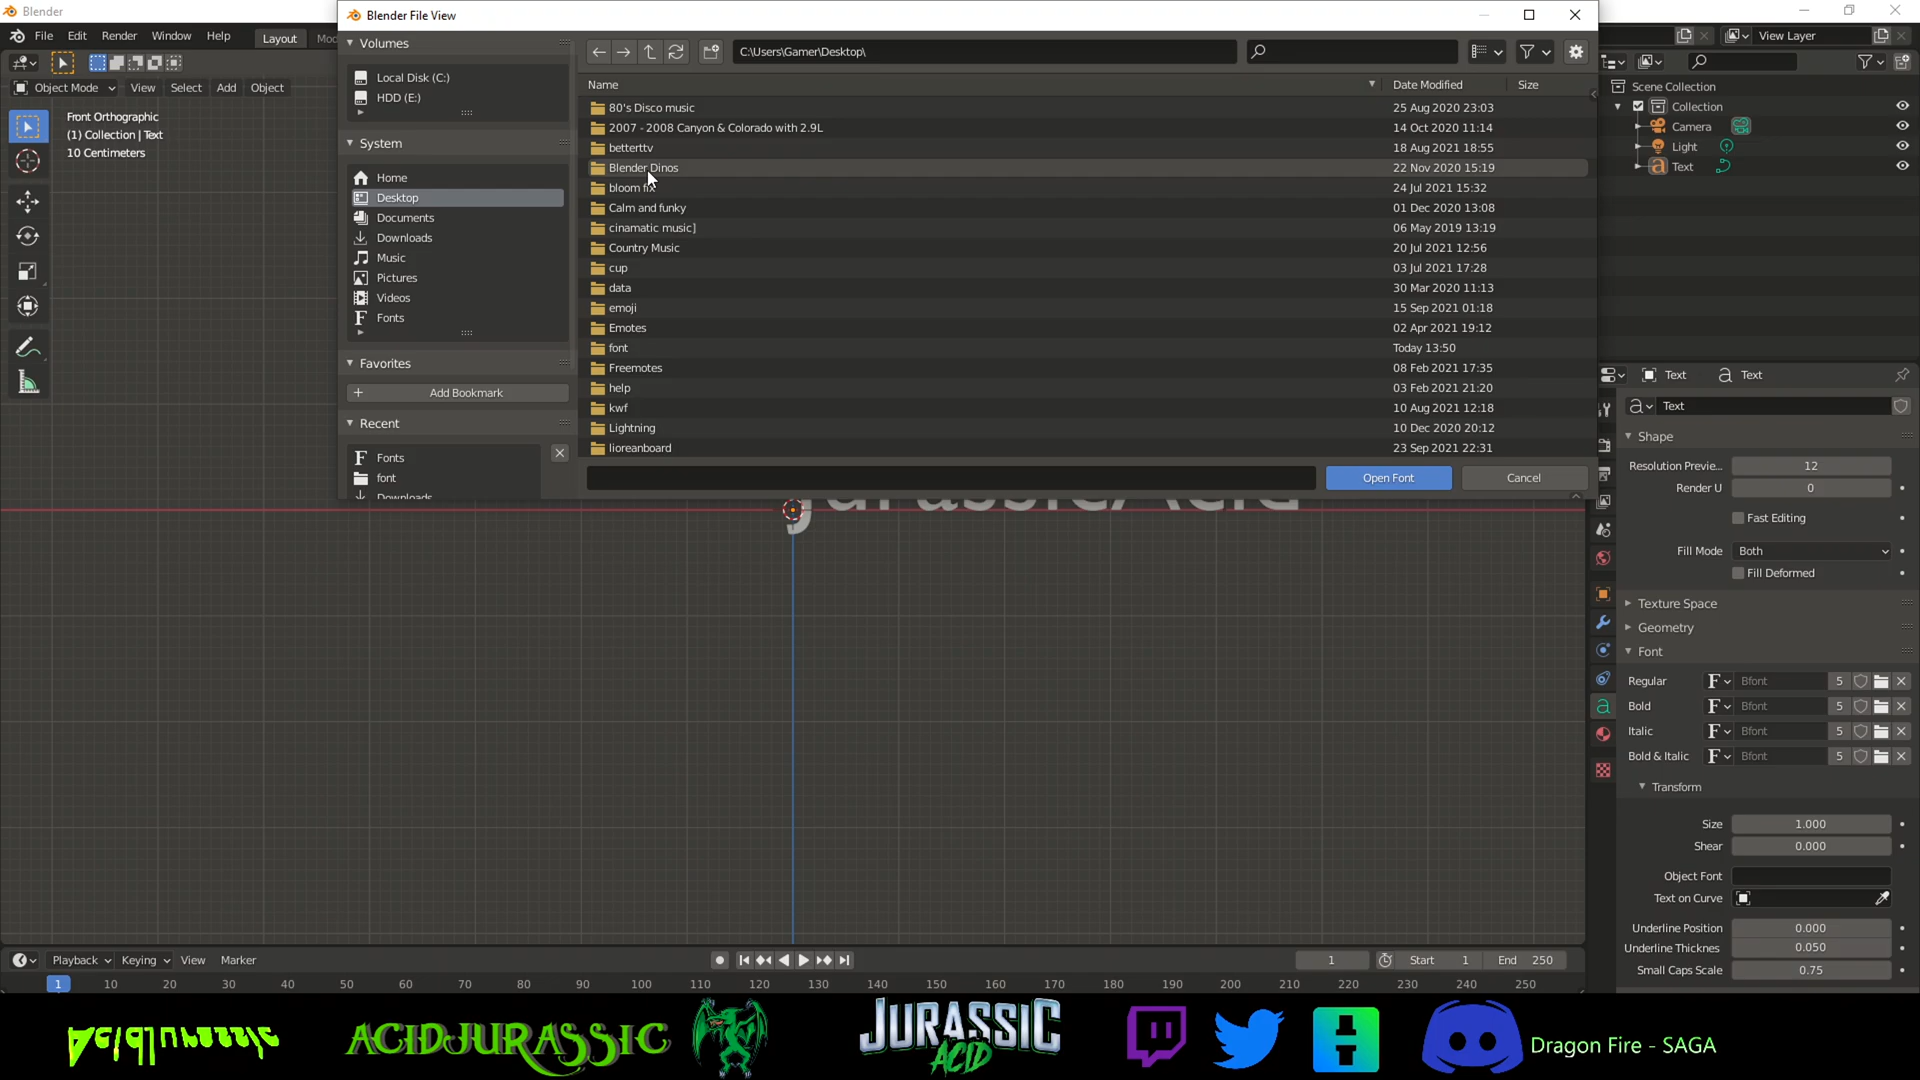 Blender
File Edit Render Window Help Layout
Object Mode View Select Add Object
Front Orthographic
(1) Collection | Text
10 Centimeters
Blender File View
Volumes
Local Disk (C:)
HDD (E:)
System
Home
Desktop
Documents
Downloads
Music
Pictures
Videos
Fonts
Favorites
Add Bookmark
Recent
Fonts
font
Downloads
C:\Users\Gamer\Desktop\
Name Date Modified Size
80's Disco music 25 Aug 2020 23:03
2007 - 2008 Canyon & Colorado with 2.9L 14 Oct 2020 11:14
betterttv 18 Aug 2021 18:55
Blender Dinos 22 Nov 2020 15:19
bloom fix 24 Jul 2021 15:32
Calm and funky 01 Dec 2020 13:08
cinamatic music] 06 May 2019 13:19
Country Music 20 Jul 2021 12:56
cup 03 Jul 2021 17:28
data 30 Mar 2020 11:13
emoji 15 Sep 2021 01:18
Emotes 02 Apr 2021 19:12
font Today 13:50
Freemotes 08 Feb 2021 17:35
help 03 Feb 2021 21:20
kwf 10 Aug 2021 12:18
Lightning 10 Dec 2020 20:12
lioreanboard 23 Sep 2021 22:31
Open Font Cancel
JurassicAcid
View Layer
Scene Collection
Collection
Camera
Light
Text
Text Text
Text
Shape
Resolution Previe... 12
Render U 0
Fast Editing
Fill Mode Both
Fill Deformed
Texture Space
Geometry
Font
Regular F Bfont 5
Bold F Bfont 5
Italic F Bfont 5
Bold & Italic F Bfont 5
Transform
Size 1.000
Shear 0.000
Object Font
Text on Curve
Underline Position 0.000
Underline Thicknes 0.050
Small Caps Scale 0.75
Playback Keying View Marker 1 Start 1 End 250
1 10 20 30 40 50 60 70 80 90 100 110 120 130 140 150 160 170 180 190 200 210 220 230 240 250
AcidJurassic ACIDJURASSIC JURASSIC ACID Dragon Fire - SAGA